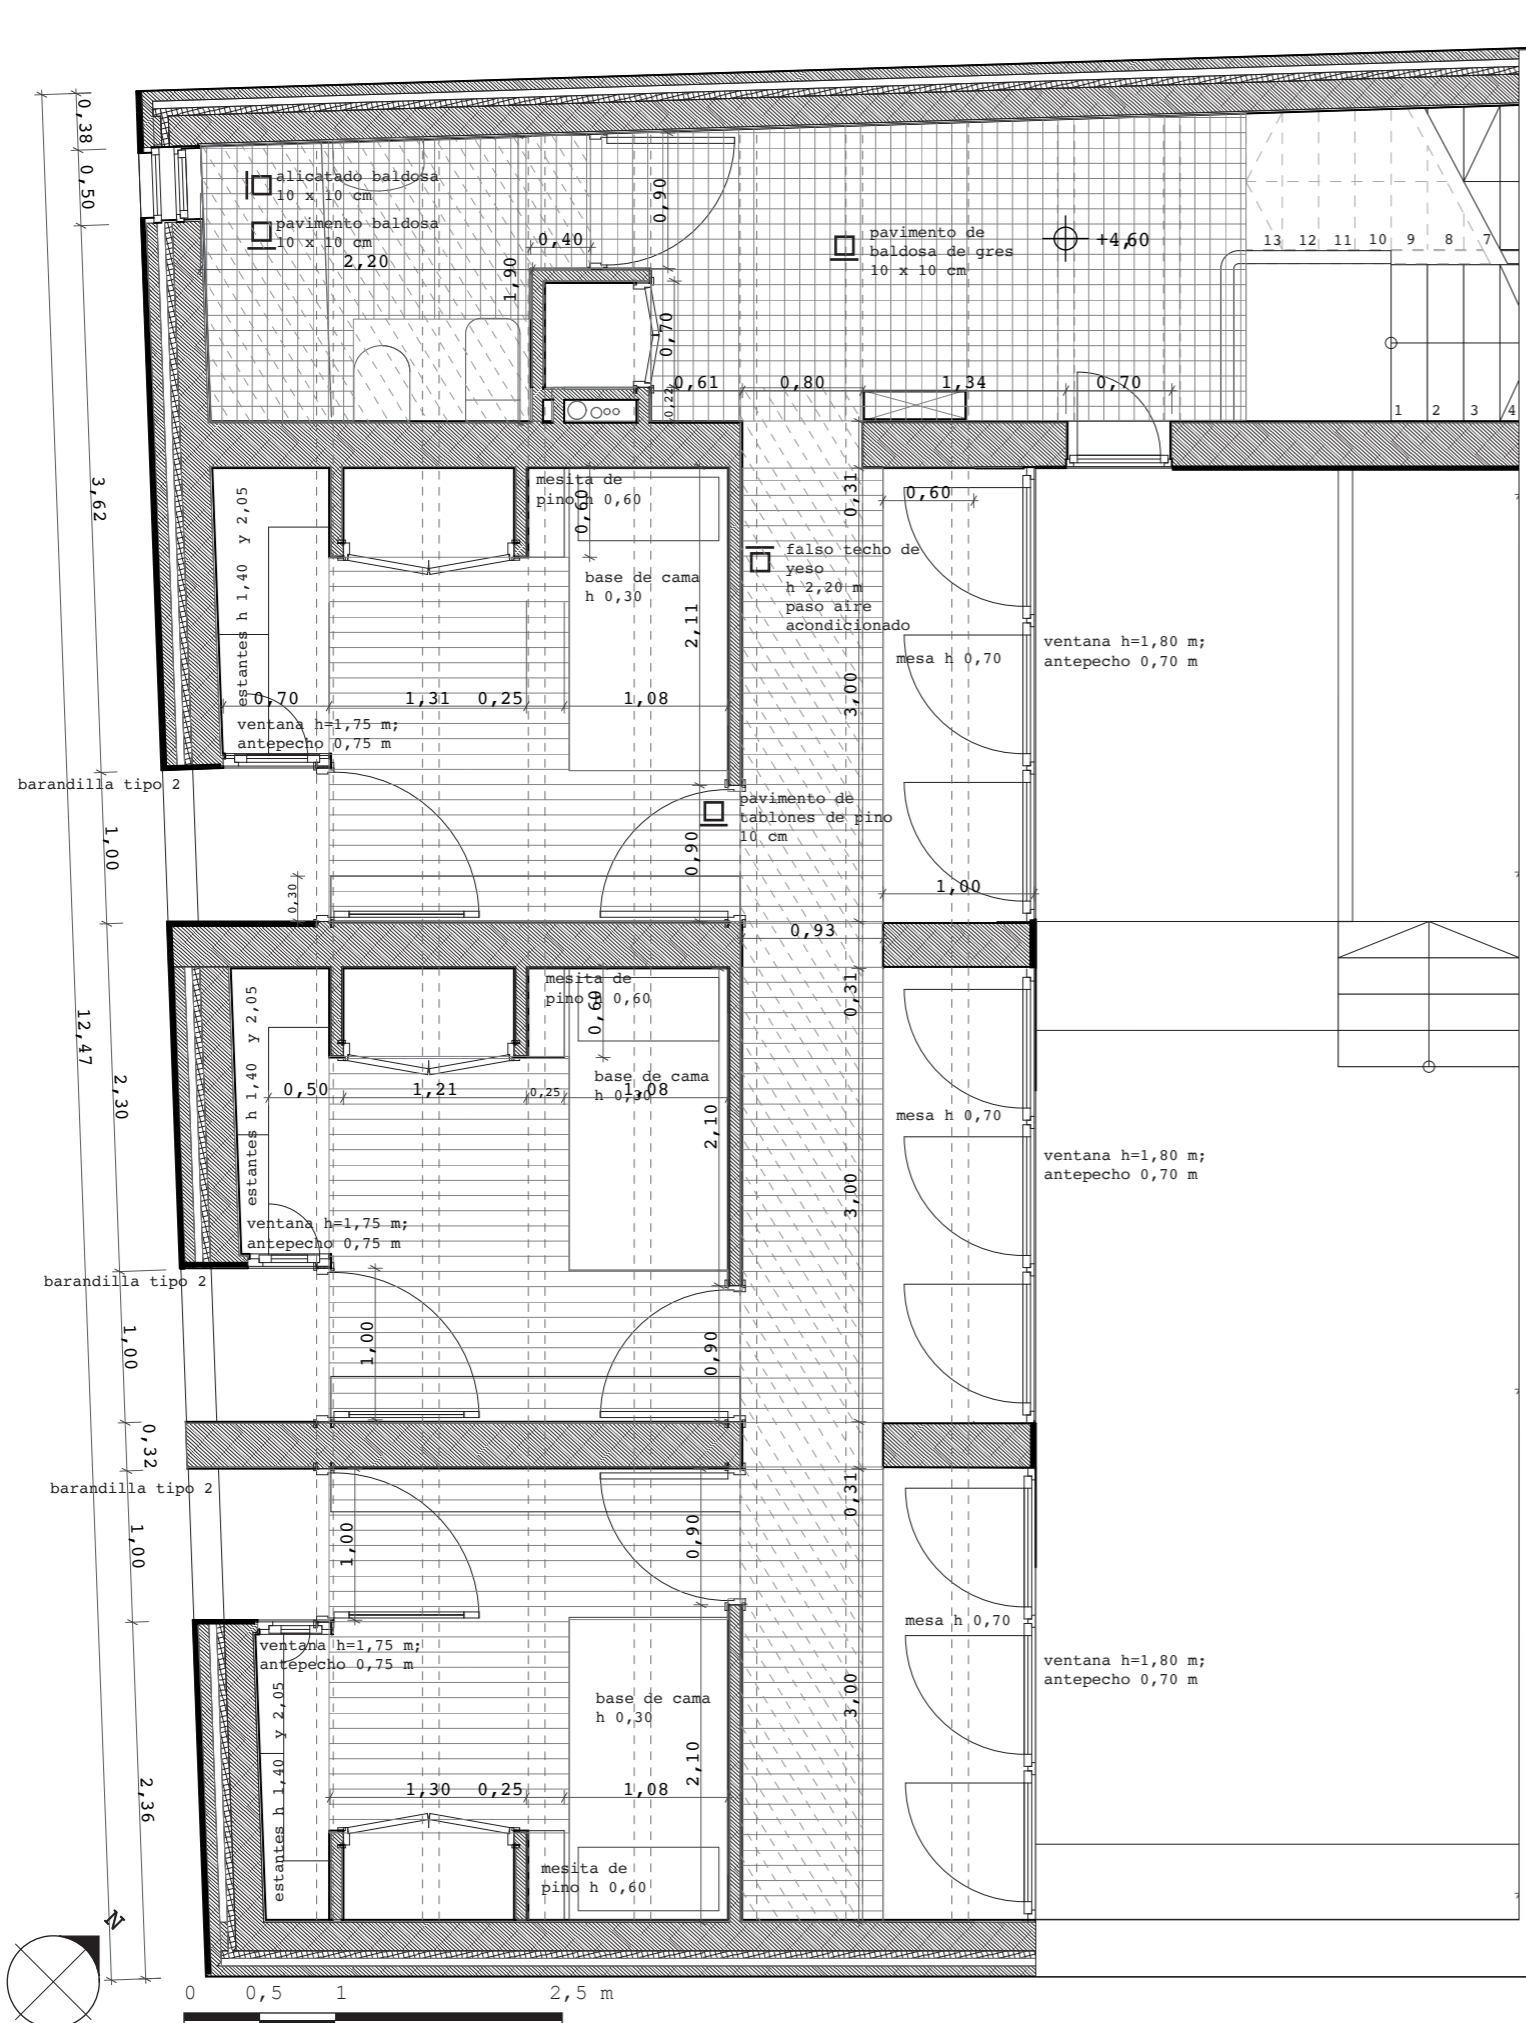 0,38
0,50
alicatado baldosa
10 x 10 cm
pavimento baldosa
10 x 10 cm
2,20
1,90
0,40
0,90
0,70
0,22
pavimento de
baldosa de gres
10 x 10 cm
+4,60
13 12 11 10 9 8 7
0,61 0,80 1,34 0,70
1 2 3 4
3,62
estantes h 1,40 y 2,05
mesita de
pino h 0,60
0,60
base de cama
h 0,30
2,11
0,31
0,60
falso techo de
yeso
h 2,20 m
paso aire
acondicionado
mesa h 0,70
ventana h=1,80 m;
antepecho 0,70 m
3,00
0,70 1,31 0,25 1,08
ventana h=1,75 m;
antepecho 0,75 m
barandilla tipo 2
pavimento de
tablones de pino
10 cm
1,00
0,90
0,30
1,00
0,93
12,47
mesita de
pino h 0,60
0,60
0,31
estantes h 1,40 y 2,05
base de cama
h 0,30
0,50 1,21 0,25 1,08
2,30
2,10
mesa h 0,70
ventana h=1,80 m;
antepecho 0,70 m
3,00
ventana h=1,75 m;
antepecho 0,75 m
barandilla tipo 2
1,00
1,00
0,90
0,32
barandilla tipo 2
0,31
1,00
1,00
0,90
mesa h 0,70
ventana h=1,75 m;
antepecho 0,75 m
ventana h=1,80 m;
antepecho 0,70 m
estantes h 1,40 y 2,05
base de cama
h 0,30
3,00
2,10
2,36
1,30 0,25 1,08
mesita de
pino h 0,60
N
0 0,5 1 2,5 m